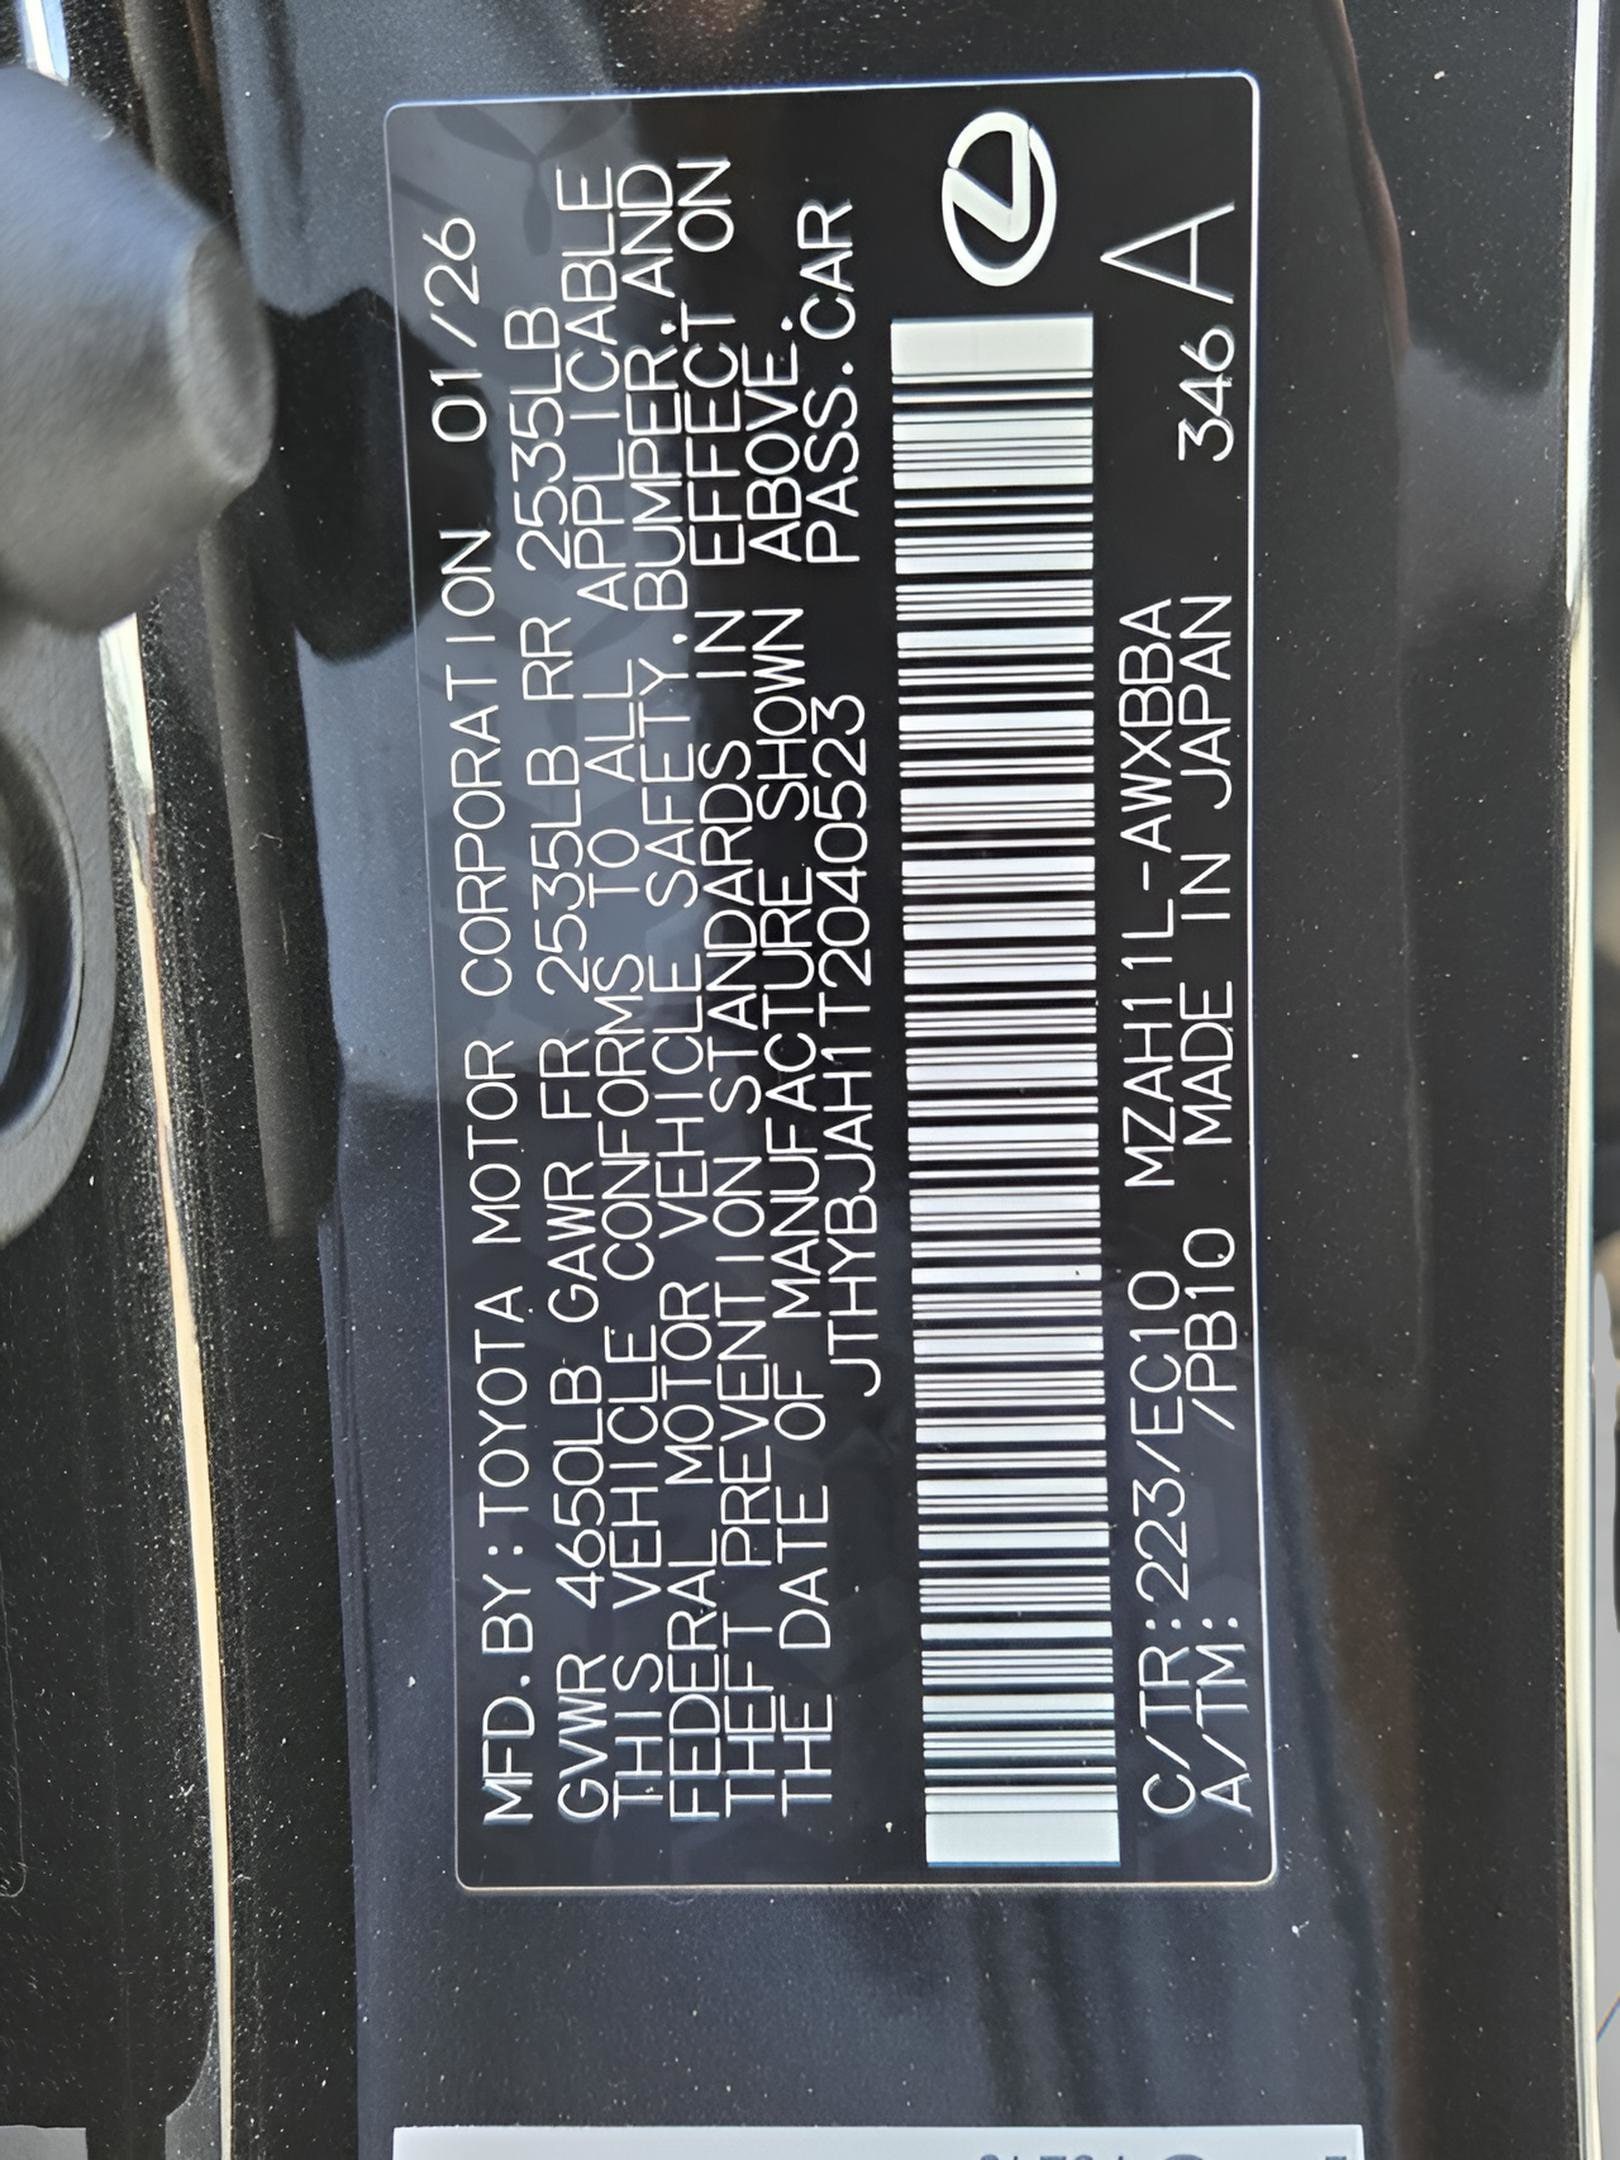 MFD.BY:TOYOTA MOTOR CORPORATION 01/26
GVWR 4650LB GAWR FR 2535LB RR 2535LB
THIS VEHICLE CONFORMS TO ALL APPLICABLE
FEDERAL MOTOR VEHICLE SAFETY, BUMPER, AND
THEFT PREVENTION STANDARDS IN EFFECT ON
THE DATE OF MANUFACTURE SHOWN ABOVE.
JTHYBJAH1T2040523 PASS.CAR
C/TR:223/EC10 MZAH11L-AWXBBA
A/TM: /PB10 MADE IN JAPAN 346 A